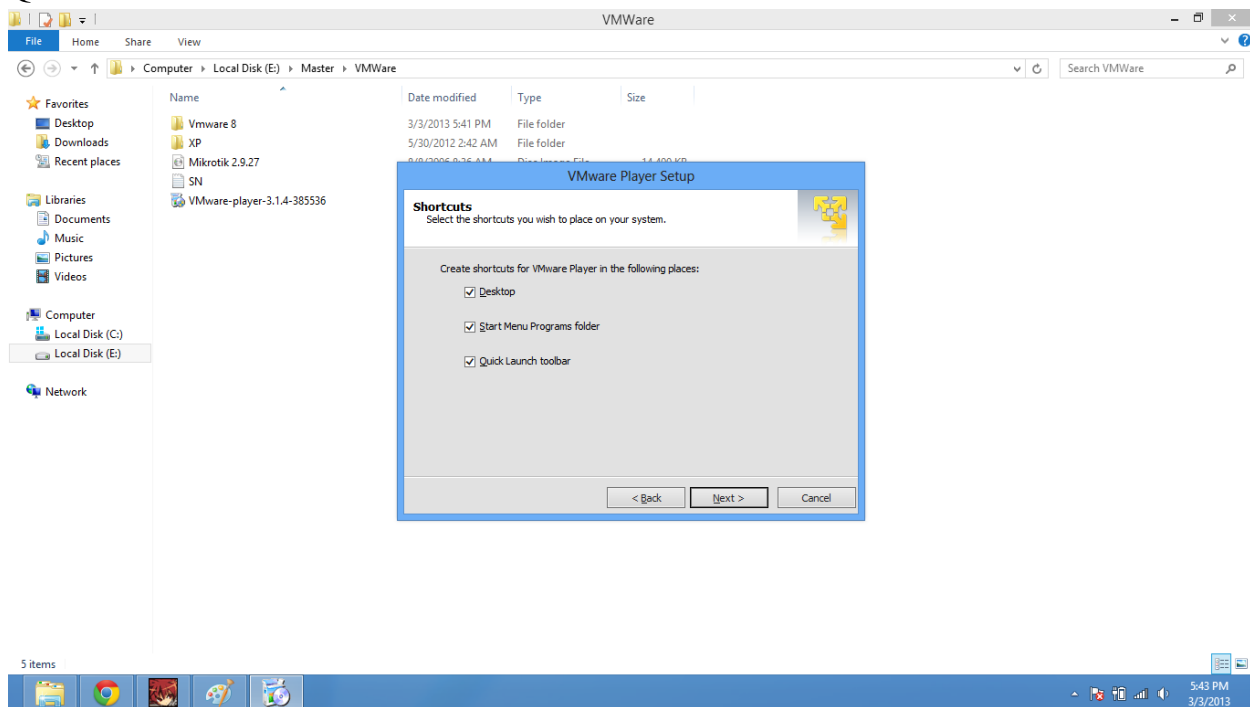 VMWare
File Home Share View
Computer Local Disk (E:) Master VMWare
Search VMWare
Favorites
Desktop
Downloads
Recent places
Libraries
Documents
Music
Pictures
Videos
Computer
Local Disk (C:)
Local Disk (E:)
Network
Name Date modified Type Size
Vmware 8 3/3/2013 5:41 PM File folder
XP 5/30/2012 2:42 AM File folder
Mikrotik 2.9.27
SN
VMware-player-3.1.4-385536
VMware Player Setup
Shortcuts
Select the shortcuts you wish to place on your system.
Create shortcuts for VMware Player in the following places:
Desktop
Start Menu Programs folder
Quick Launch toolbar
< Back Next > Cancel
5 items
5:43 PM
3/3/2013